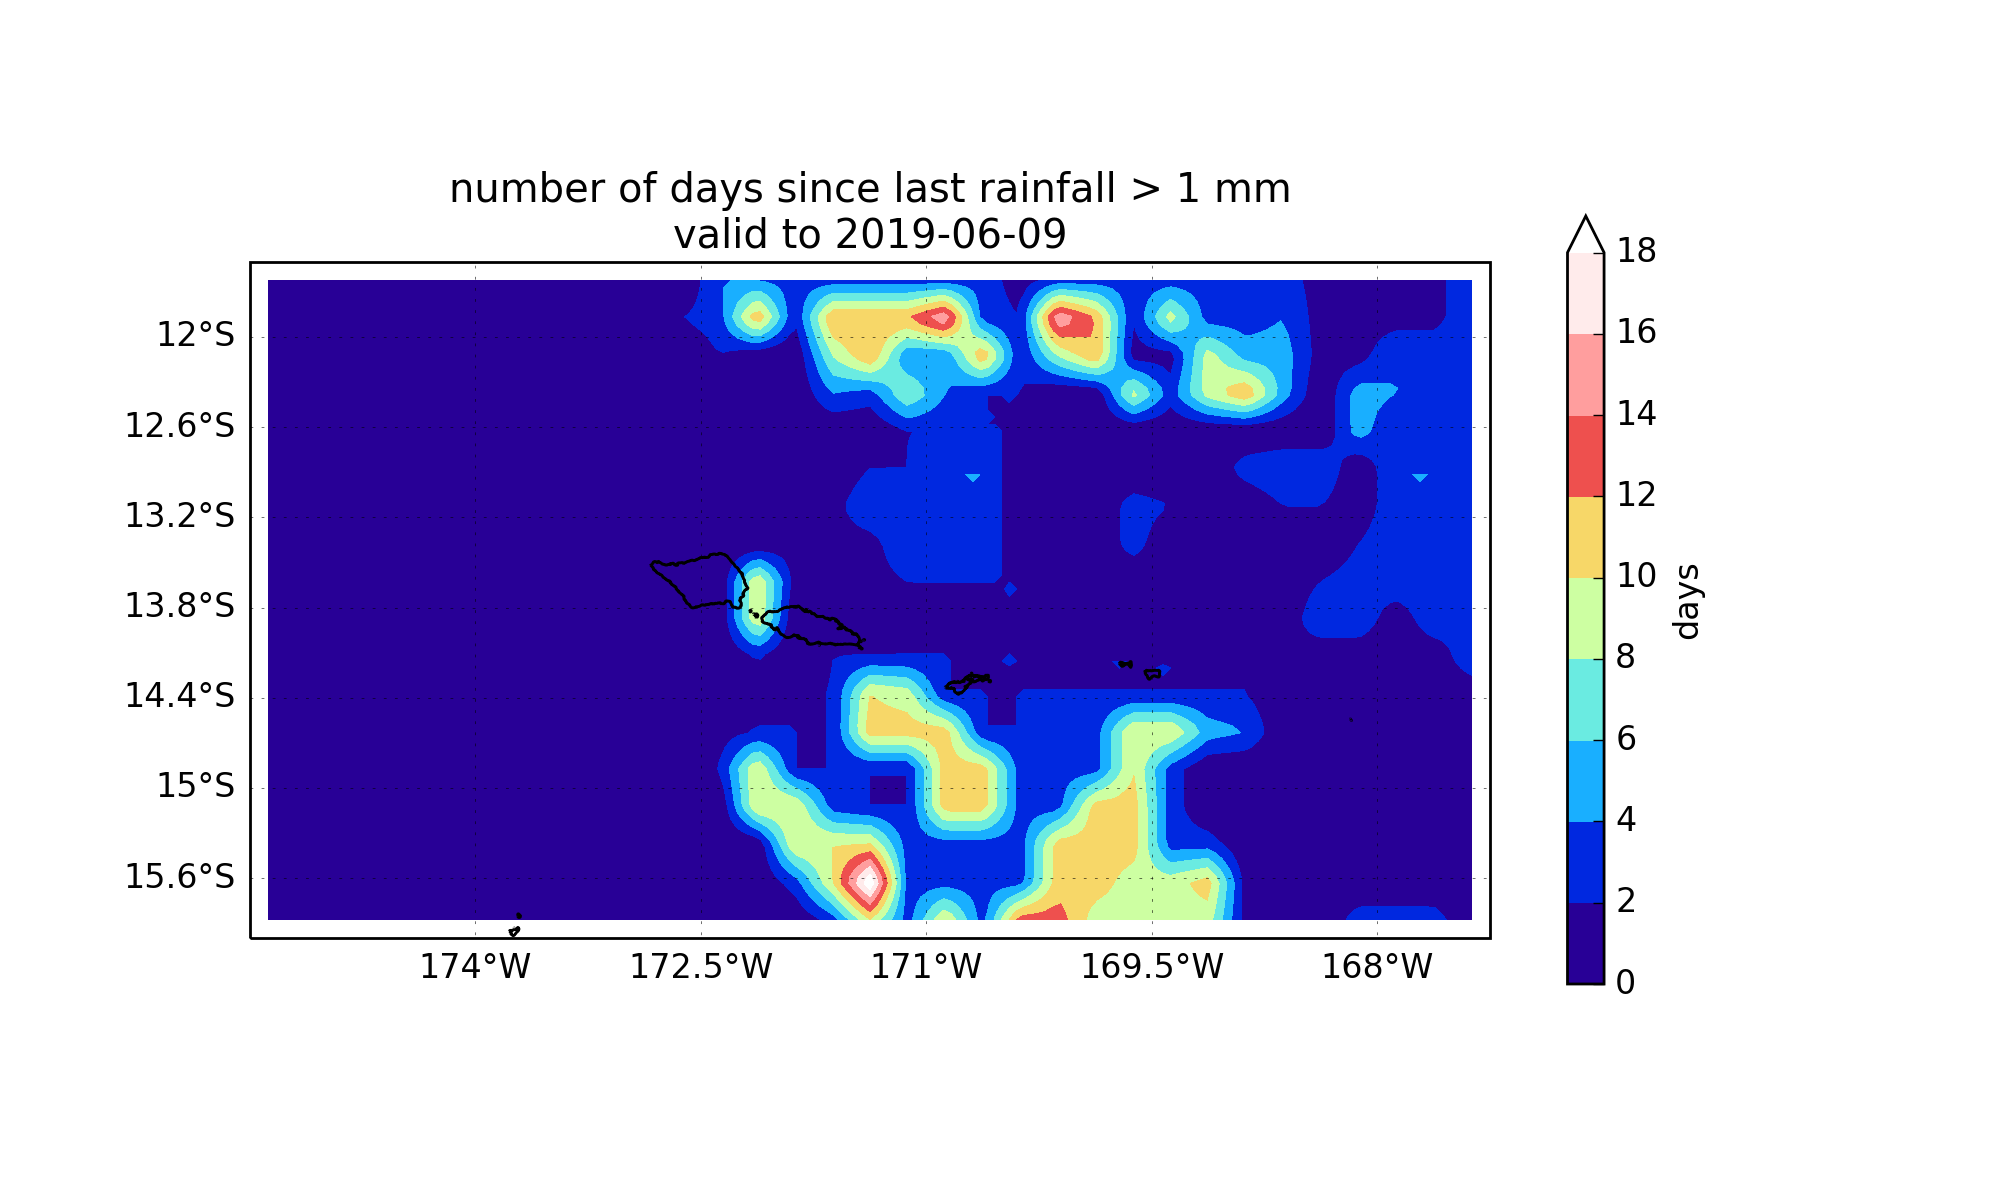 number of days since last rainfall > 1 mm
valid to 2019-06-09
12°S
12.6°S
13.2°S
13.8°S
14.4°S
15°S
15.6°S
174°W
172.5°W
171°W
169.5°W
168°W
18
16
14
12
10
8
6
4
2
0
days